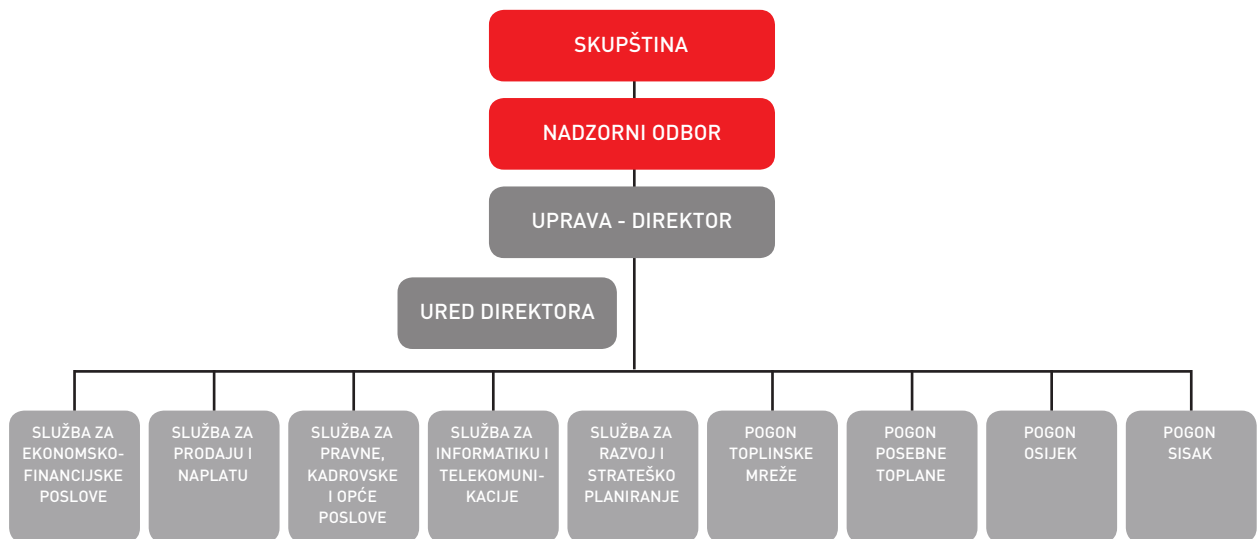 SKUPŠTINA
NADZORNI ODBOR
UPRAVA - DIREKTOR
URED DIREKTORA
SLUŽBA ZA
EKONOMSKO-
FINANCIJSKE
POSLOVE
SLUŽBA ZA
PRODAJU I
NAPLATU
SLUŽBA ZA
PRAVNE,
KADROVSKE
I OPĆE
POSLOVE
SLUŽBA ZA
INFORMATIKU I
TELEKOMUNI-
KACIJE
SLUŽBA ZA
RAZVOJ I
STRATEŠKO
PLANIRANJE
POGON
TOPLINSKE
MREŽE
POGON
POSEBNE
TOPLANE
POGON
OSIJEK
POGON
SISAK